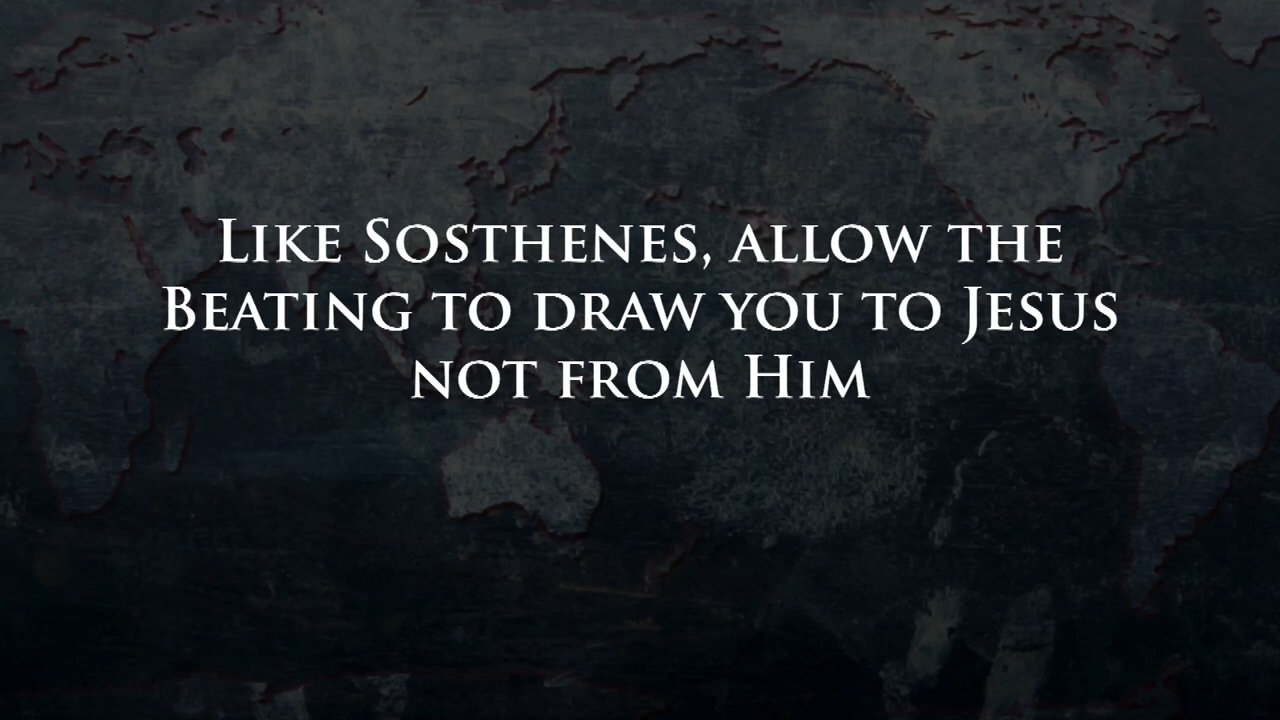 Like Sosthenes, allow the
Beating to draw you to Jesus
not from Him